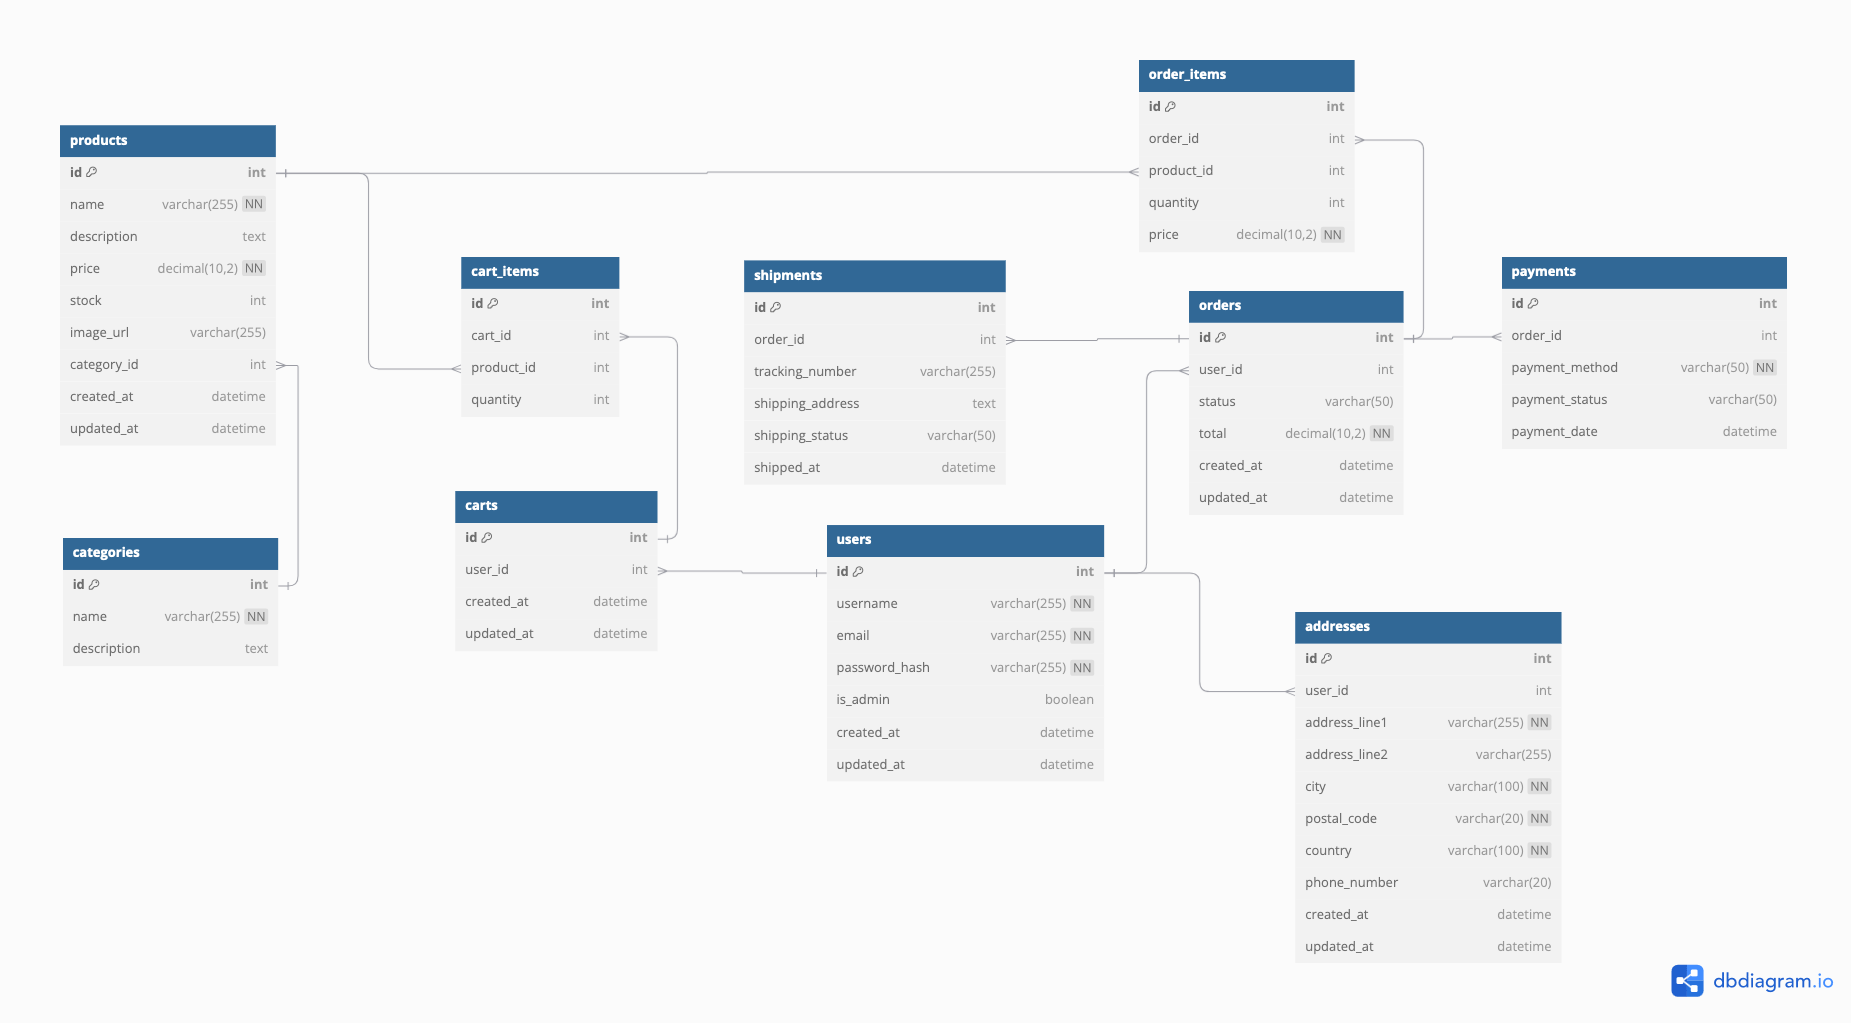 order_items
id int
order_id int
product_id int
quantity int
price decimal(10,2) NN
products
id int
name varchar(255) NN
description text
price decimal(10,2) NN
stock int
image_url varchar(255)
category_id int
created_at datetime
updated_at datetime
cart_items
id int
cart_id int
product_id int
quantity int
shipments
id int
order_id int
tracking_number varchar(255)
shipping_address text
shipping_status varchar(50)
shipped_at datetime
orders
id int
user_id int
status varchar(50)
total decimal(10,2) NN
created_at datetime
updated_at datetime
payments
id int
order_id int
payment_method varchar(50) NN
payment_status varchar(50)
payment_date datetime
categories
id int
name varchar(255) NN
description text
carts
id int
user_id int
created_at datetime
updated_at datetime
users
id int
username varchar(255) NN
email varchar(255) NN
password_hash varchar(255) NN
is_admin boolean
created_at datetime
updated_at datetime
addresses
id int
user_id int
address_line1 varchar(255) NN
address_line2 varchar(255)
city varchar(100) NN
postal_code varchar(20) NN
country varchar(100) NN
phone_number varchar(20)
created_at datetime
updated_at datetime
dbdiagram.io